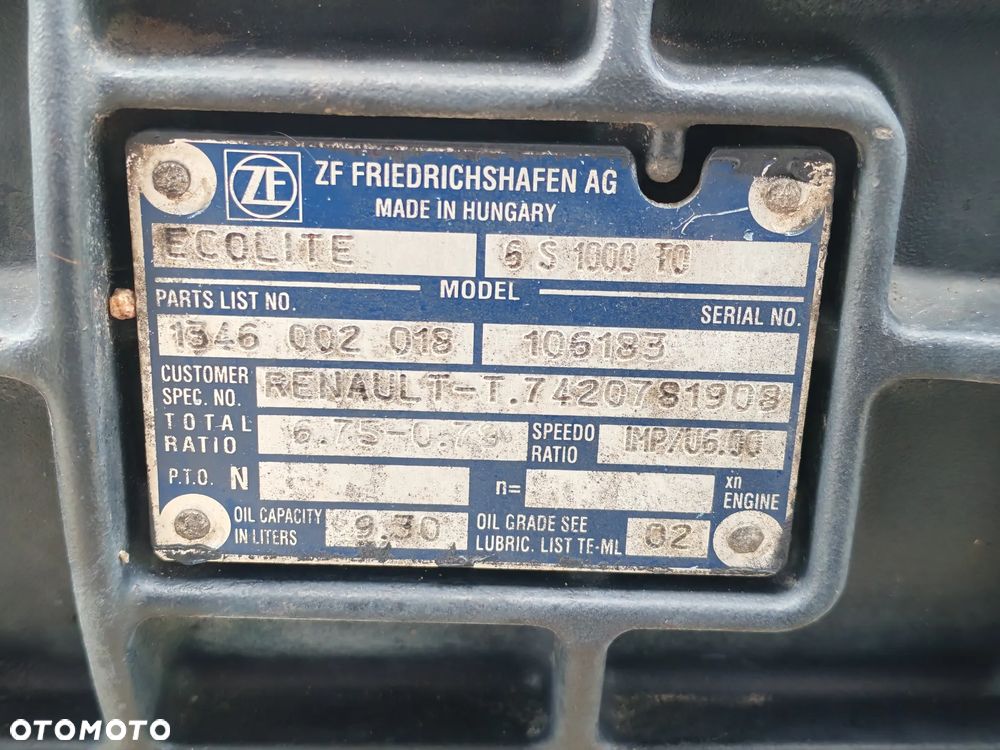 ZF ZF FRIEDRICHSHAFEN AG
MADE IN HUNGARY
ECOLITE 6 S 1000 TO
MODEL
PARTS LIST NO. SERIAL NO.
1346 002 018 106183
CUSTOMER SPEC. NO. RENAULT-T.7420781908
TOTAL RATIO 6.75-0.78 SPEEDO RATIO IMP/U6.00
P.T.O. N n= xn ENGINE
OIL CAPACITY IN LITERS 9,30 OIL GRADE SEE LUBRIC. LIST TE-ML 02
OTOMOTO